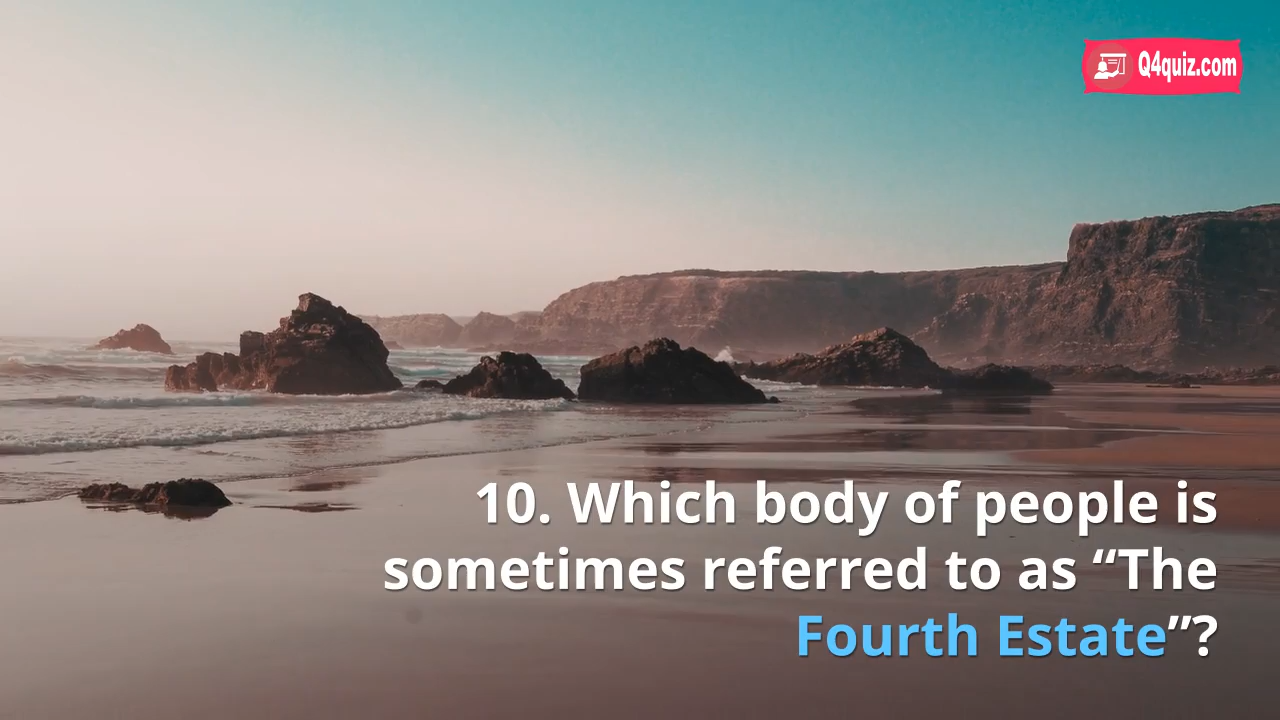 Q4quiz.com
10. Which body of people is
sometimes referred to as “The
Fourth Estate”?